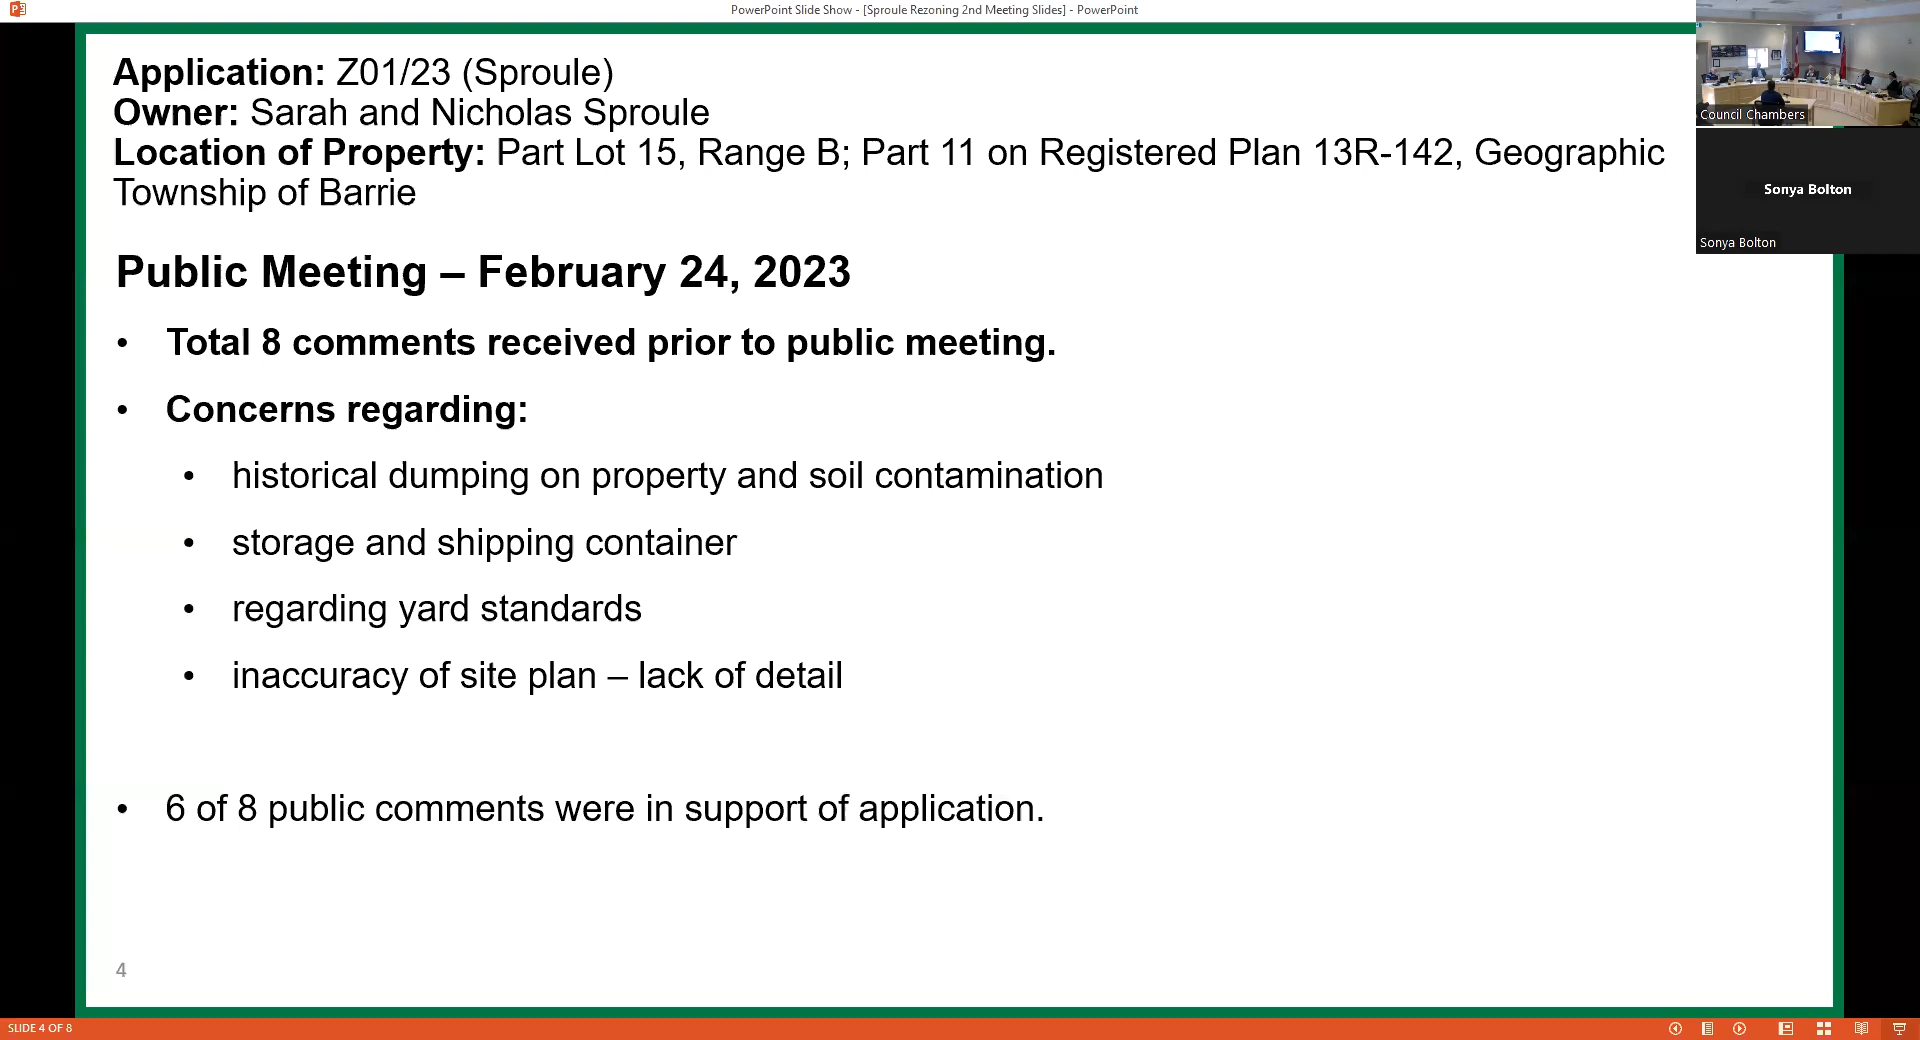 PowerPoint Slide Show - [Sproule Rezoning 2nd Meeting Slides] - PowerPoint
Application: Z01/23 (Sproule)
Owner: Sarah and Nicholas Sproule
Location of Property: Part Lot 15, Range B; Part 11 on Registered Plan 13R-142, Geographic
Township of Barrie
Council Chambers
Sonya Bolton
Sonya Bolton
Public Meeting – February 24, 2023
• Total 8 comments received prior to public meeting.
• Concerns regarding:
• historical dumping on property and soil contamination
• storage and shipping container
• regarding yard standards
• inaccuracy of site plan – lack of detail
• 6 of 8 public comments were in support of application.
4
SLIDE 4 OF 8